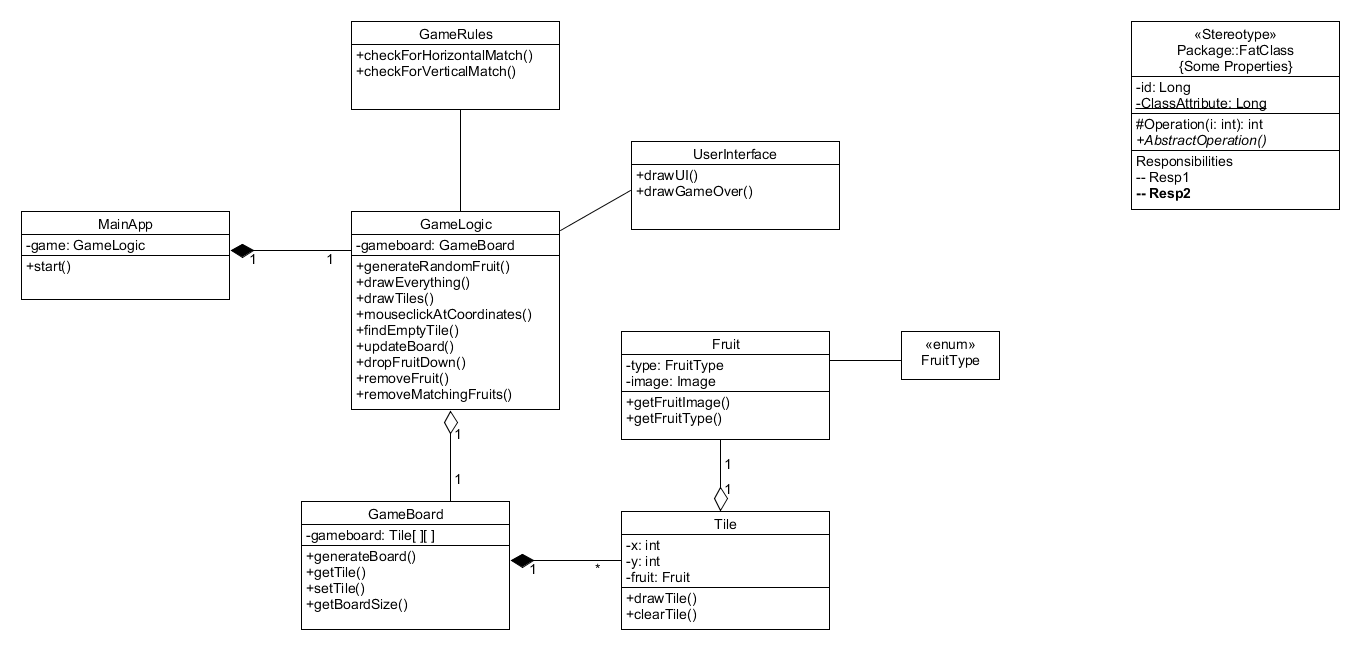 GameRules
+checkForHorizontalMatch()
+checkForVerticalMatch()
«Stereotype»
Package::FatClass
{Some Properties}
-id: Long
-ClassAttribute: Long
#Operation(i: int): int
+AbstractOperation()
Responsibilities
-- Resp1
-- Resp2
UserInterface
+drawUI()
+drawGameOver()
MainApp
-game: GameLogic
+start()
1
1
GameLogic
-gameboard: GameBoard
+generateRandomFruit()
+drawEverything()
+drawTiles()
+mouseclickAtCoordinates()
+findEmptyTile()
+updateBoard()
+dropFruitDown()
+removeFruit()
+removeMatchingFruits()
Fruit
-type: FruitType
-image: Image
+getFruitImage()
+getFruitType()
«enum»
FruitType
1
1
1
1
GameBoard
-gameboard: Tile[ ][ ]
+generateBoard()
+getTile()
+setTile()
+getBoardSize()
1
*
Tile
-x: int
-y: int
-fruit: Fruit
+drawTile()
+clearTile()